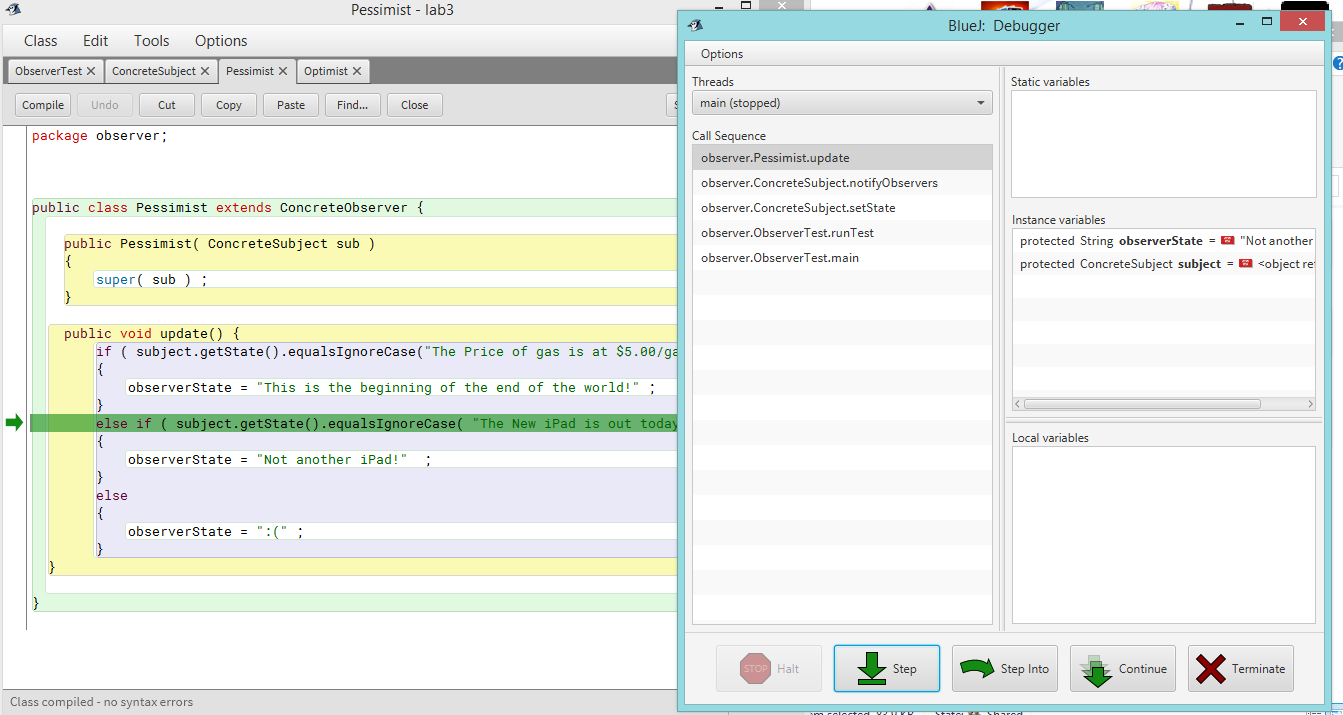 Pessimist - lab3
Class Edit Tools Options
ObserverTest ConcreteSubject Pessimist Optimist
Compile Undo Cut Copy Paste Find... Close
package observer;
public class Pessimist extends ConcreteObserver {
public Pessimist( ConcreteSubject sub )
{
super( sub ) ;
}
public void update() {
if ( subject.getState().equalsIgnoreCase("The Price of gas is at $5.00/ga
{
observerState = "This is the beginning of the end of the world!" ;
}
else if ( subject.getState().equalsIgnoreCase( "The New iPad is out today
{
observerState = "Not another iPad!" ;
}
else
{
observerState = ":(" ;
}
}
}
Class compiled - no syntax errors
BlueJ: Debugger
Options
Threads
main (stopped)
Call Sequence
observer.Pessimist.update
observer.ConcreteSubject.notifyObservers
observer.ConcreteSubject.setState
observer.ObserverTest.runTest
observer.ObserverTest.main
Static variables
Instance variables
protected String observerState = "Not another
protected ConcreteSubject subject = <object re
Local variables
STOP Halt Step Step Into Continue Terminate